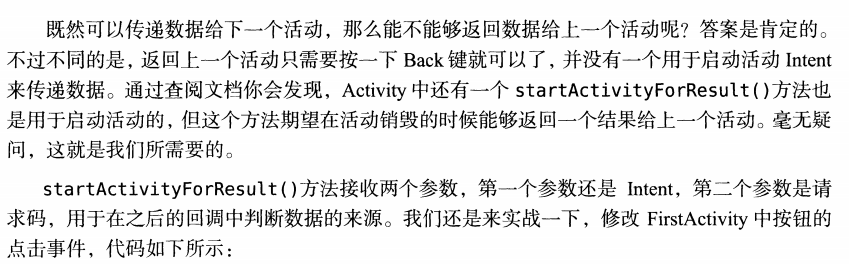 既然可以传递数据给下一个活动，那么能不能够返回数据给上一个活动呢？答案是肯定的。
不过不同的是，返回上一个活动只需要按一下 Back 键就可以了，并没有一个用于启动活动 Intent
来传递数据。通过查阅文档你会发现，Activity 中还有一个 startActivityForResult()方法也
是用于启动活动的，但这个方法期望在活动销毁的时候能够返回一个结果给上一个活动。毫无疑
问，这就是我们所需要的。
startActivityForResult()方法接收两个参数，第一个参数还是 Intent，第二个参数是请
求码，用于在之后的回调中判断数据的来源。我们还是来实战一下，修改 FirstActivity 中按钮的
点击事件，代码如下所示：